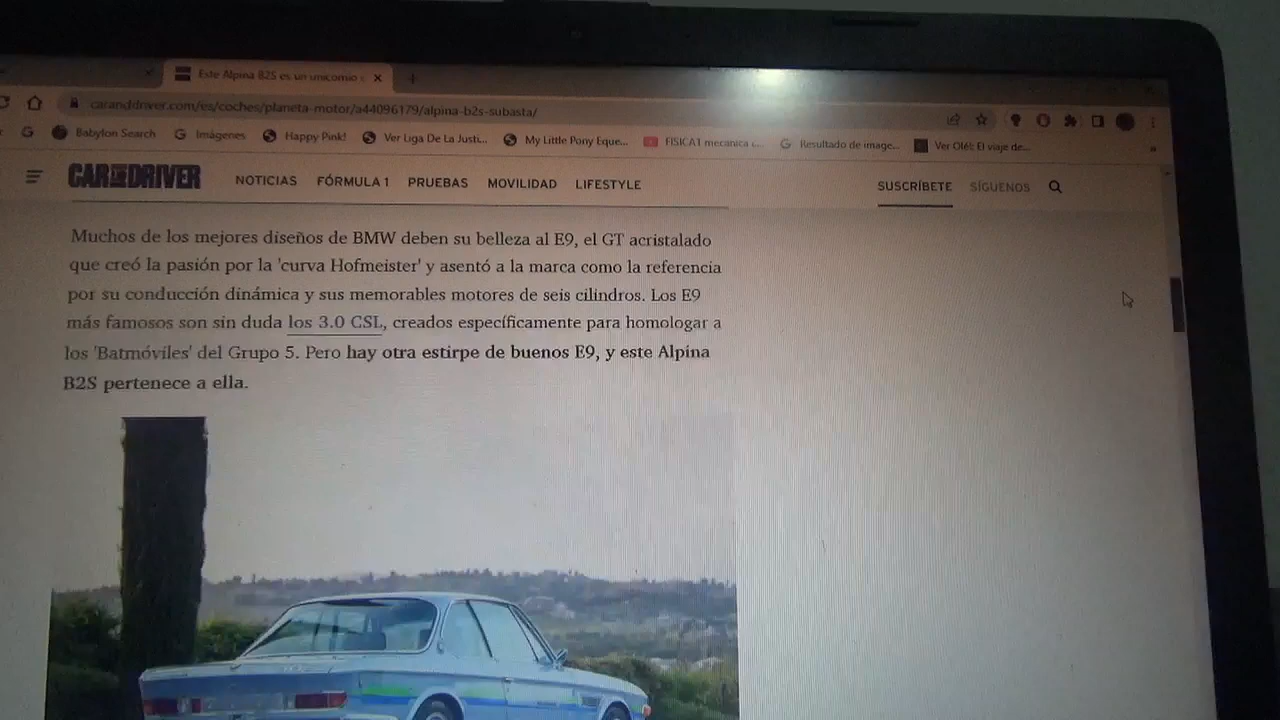 Este Alpina B2S es un unicornio
caranddriver.com/es/coches/planeta-motor/a44096179/alpina-b2s-subasta/
Babylon Search Imágenes Happy Pink! Ver Liga De La Justi... My Little Pony Eque... FISICA1 mecanica Resultado de image... Ver Olé!: El viaje de...
CAR AND DRIVER NOTICIAS FÓRMULA 1 PRUEBAS MOVILIDAD LIFESTYLE SUSCRÍBETE SÍGUENOS
Muchos de los mejores diseños de BMW deben su belleza al E9, el GT acristalado
que creó la pasión por la 'curva Hofmeister' y asentó a la marca como la referencia
por su conducción dinámica y sus memorables motores de seis cilindros. Los E9
más famosos son sin duda los 3.0 CSL, creados específicamente para homologar a
los 'Batmóviles' del Grupo 5. Pero hay otra estirpe de buenos E9, y este Alpina
B2S pertenece a ella.